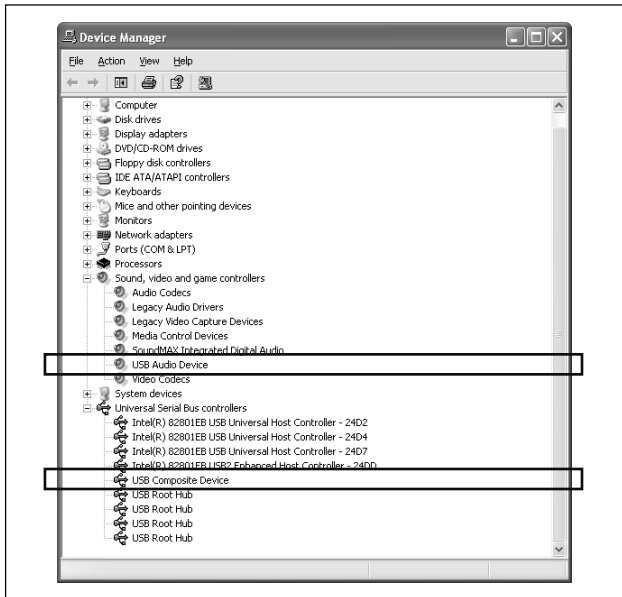 Device Manager
File Action View Help
Computer
Disk drives
Display adapters
DVD/CD-ROM drives
Floppy disk controllers
IDE ATA/ATAPI controllers
Keyboards
Mice and other pointing devices
Monitors
Network adapters
Ports (COM & LPT)
Processors
Sound, video and game controllers
Audio Codecs
Legacy Audio Drivers
Legacy Video Capture Devices
Media Control Devices
SoundMAX Integrated Digital Audio
USB Audio Device
Video Codecs
System devices
Universal Serial Bus controllers
Intel(R) 82801EB USB Universal Host Controller - 24D2
Intel(R) 82801EB USB Universal Host Controller - 24D4
Intel(R) 82801EB USB Universal Host Controller - 24D7
Intel(R) 82801EB USB2 Enhanced Host Controller - 24DD
USB Composite Device
USB Root Hub
USB Root Hub
USB Root Hub
USB Root Hub